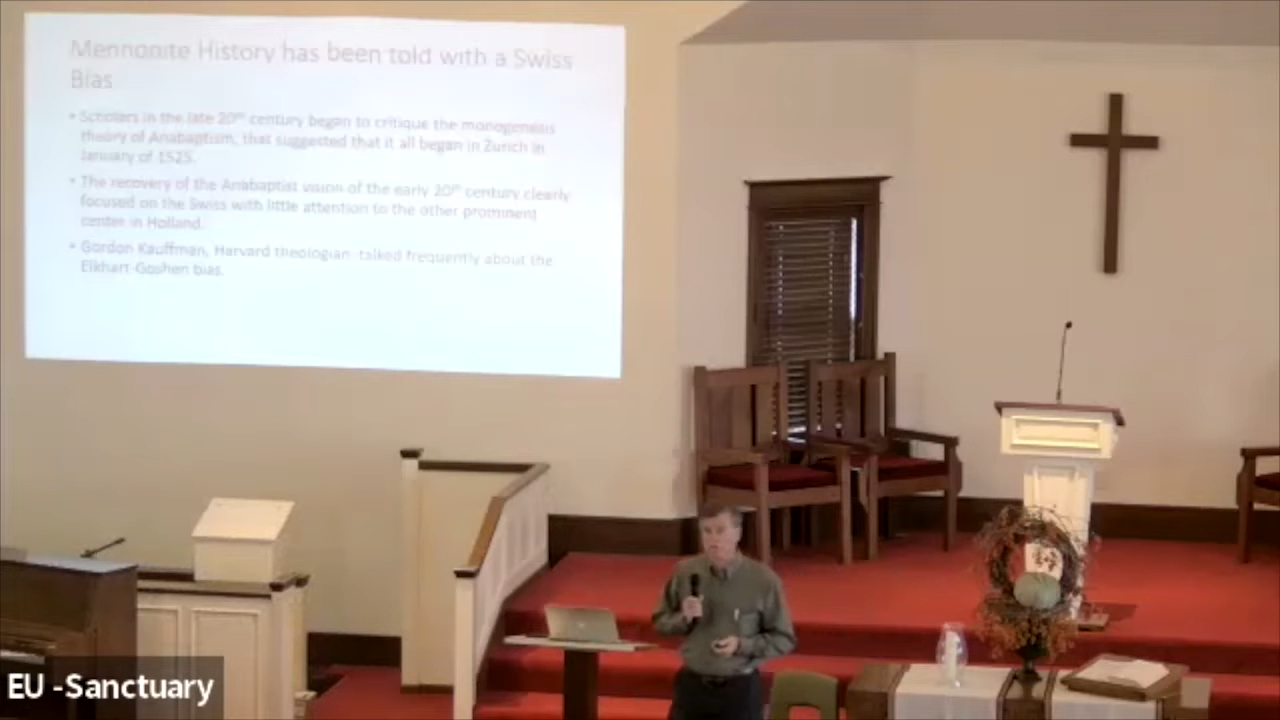 Mennonite History has been told with a Swiss
Bias
• Scholars in the late 20th century began to critique the monogenesis
theory of Anabaptism, that suggested that it all began in Zurich in
January of 1525.
• The recovery of the Anabaptist vision of the early 20th century clearly
focused on the Swiss with little attention to the other prominent
center in Holland.
• Gordon Kauffman, Harvard theologian talked frequently about the
Elkhart-Goshen bias.
EU -Sanctuary